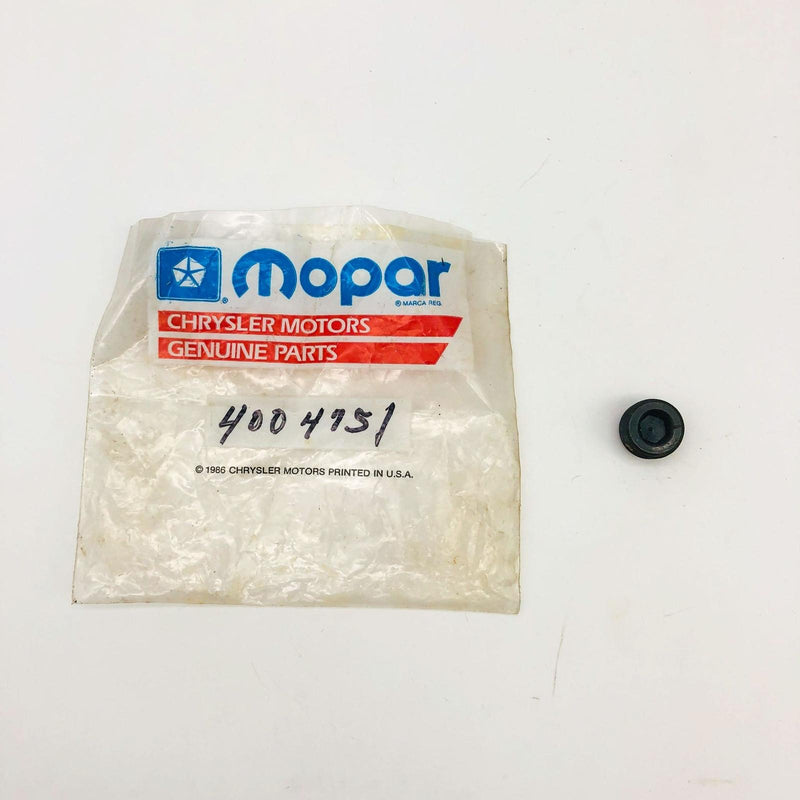 mopar
® ® MARCA REG.
CHRYSLER MOTORS
GENUINE PARTS
4004751
© 1986 CHRYSLER MOTORS PRINTED IN U.S.A.